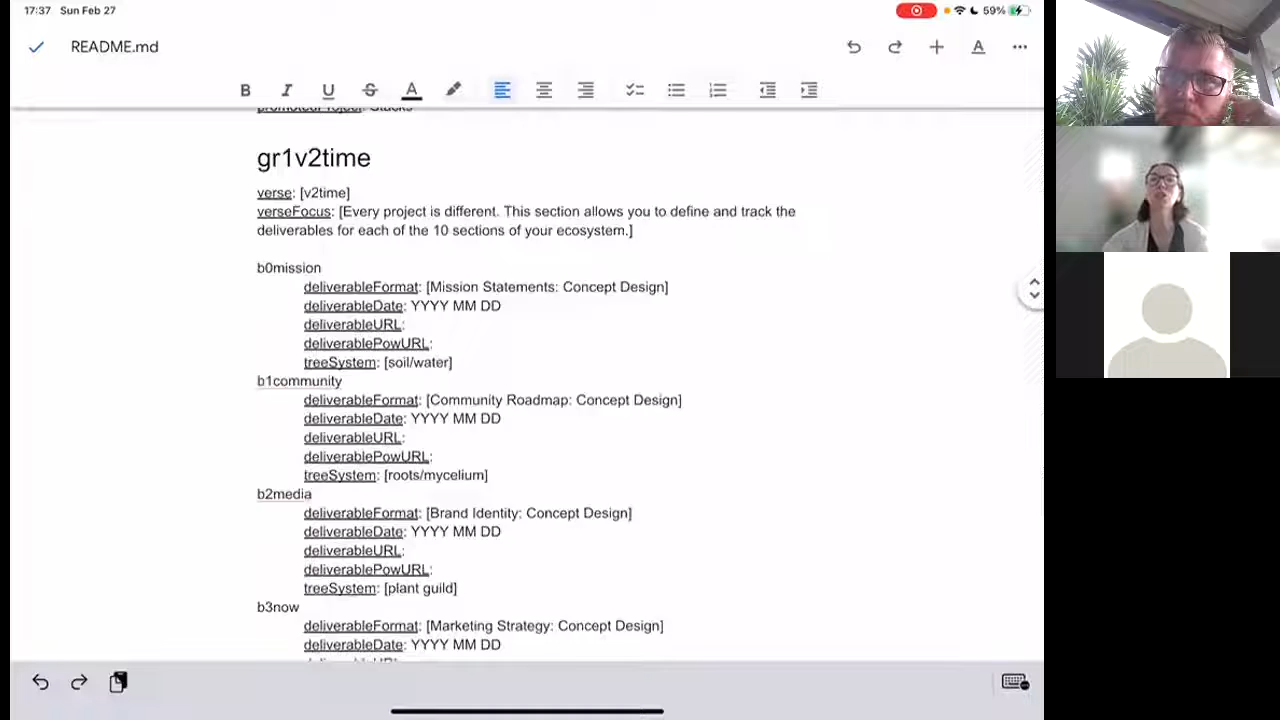 17:37 Sun Feb 27
59%
README.md
B I U S A
promotedProject: Stacks
gr1v2time
verse: [v2time]
verseFocus: [Every project is different. This section allows you to define and track the
deliverables for each of the 10 sections of your ecosystem.]
b0mission
deliverableFormat: [Mission Statements: Concept Design]
deliverableDate: YYYY MM DD
deliverableURL:
deliverablePowURL:
treeSystem: [soil/water]
b1community
deliverableFormat: [Community Roadmap: Concept Design]
deliverableDate: YYYY MM DD
deliverableURL:
deliverablePowURL:
treeSystem: [roots/mycelium]
b2media
deliverableFormat: [Brand Identity: Concept Design]
deliverableDate: YYYY MM DD
deliverableURL:
deliverablePowURL:
treeSystem: [plant guild]
b3now
deliverableFormat: [Marketing Strategy: Concept Design]
deliverableDate: YYYY MM DD